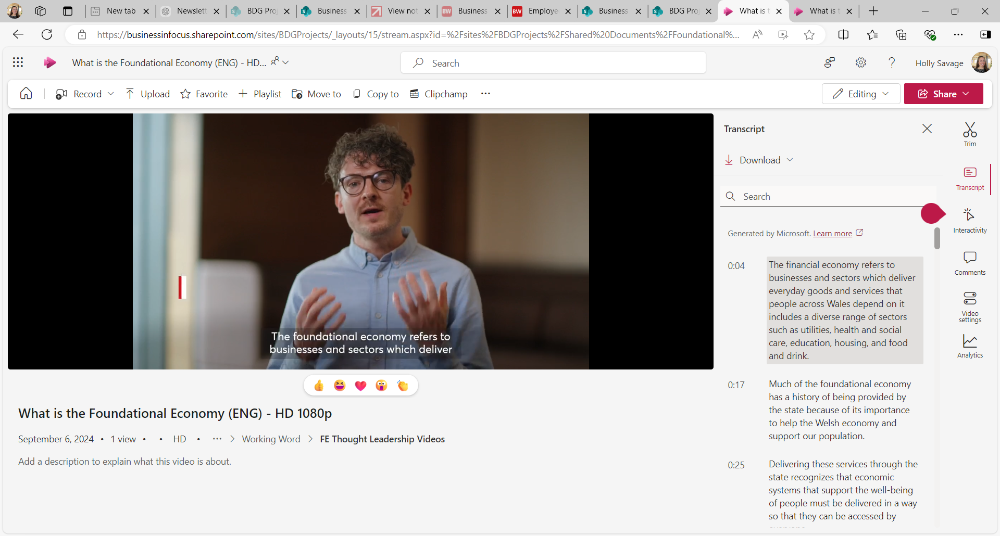 New tab
Newslett
BDG Proj
Business
View not
BW
Business
BW
Employe
Business
BDG Proj
What is t
What is t
https://businessinfocus.sharepoint.com/sites/BDGProjects/_layouts/15/stream.aspx?id=%2Fsites%2FBDGProjects%2FShared%20Documents%2FFoundational%...
What is the Foundational Economy (ENG) - HD...
Search
Holly Savage
Record
Upload
Favorite
Playlist
Move to
Copy to
Clipchamp
Editing
Share
The foundational economy refers to
businesses and sectors which deliver
What is the Foundational Economy (ENG) - HD 1080p
September 6, 2024 • 1 view • • HD • ··· > Working Word > FE Thought Leadership Videos
Add a description to explain what this video is about.
Transcript
Download
Search
Generated by Microsoft. Learn more
0:04
The financial economy refers to
businesses and sectors which deliver
everyday goods and services that
people across Wales depend on it
includes a diverse range of sectors
such as utilities, health and social
care, education, housing, and food
and drink.
0:17
Much of the foundational economy
has a history of being provided by
the state because of its importance
to help the Welsh economy and
support our population.
0:25
Delivering these services through the
state recognizes that economic
systems that support the well-being
of people must be delivered in a way
so that they can be accessed by
Trim
Transcript
Interactivity
Comments
Video
settings
Analytics